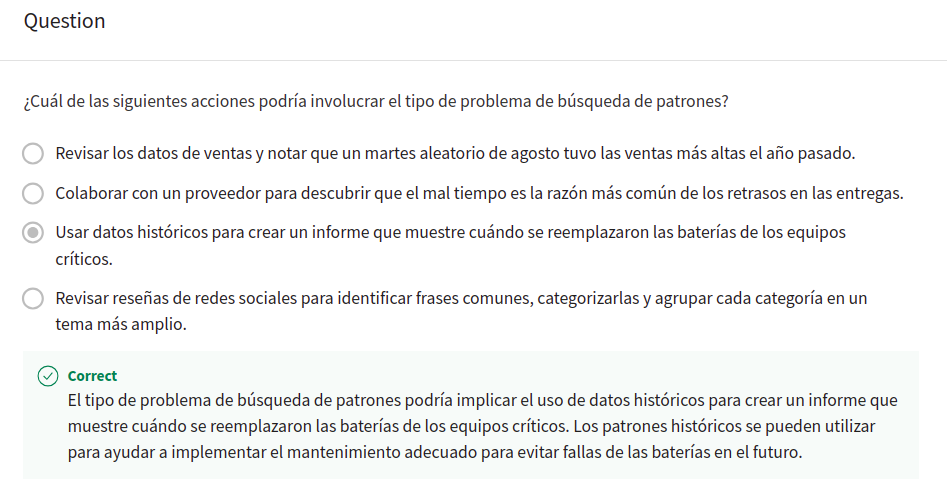 Question
¿Cuál de las siguientes acciones podría involucrar el tipo de problema de búsqueda de patrones?
Revisar los datos de ventas y notar que un martes aleatorio de agosto tuvo las ventas más altas el año pasado.
Colaborar con un proveedor para descubrir que el mal tiempo es la razón más común de los retrasos en las entregas.
Usar datos históricos para crear un informe que muestre cuándo se reemplazaron las baterías de los equipos
críticos.
Revisar reseñas de redes sociales para identificar frases comunes, categorizarlas y agrupar cada categoría en un
tema más amplio.
Correct
El tipo de problema de búsqueda de patrones podría implicar el uso de datos históricos para crear un informe que
muestre cuándo se reemplazaron las baterías de los equipos críticos. Los patrones históricos se pueden utilizar
para ayudar a implementar el mantenimiento adecuado para evitar fallas de las baterías en el futuro.